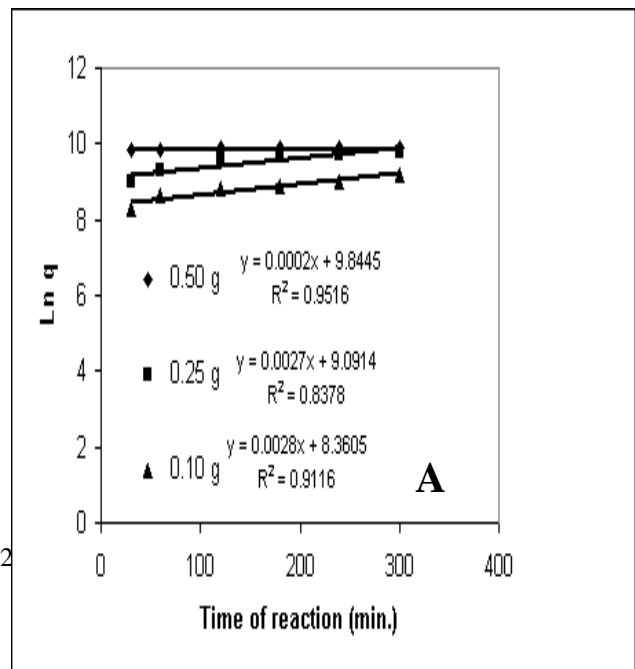 12
10
8
6
4
2
0
Ln q
0.50 g
y = 0.0002x + 9.8445
R² = 0.9516
0.25 g
y = 0.0027x + 9.0914
R² = 0.8378
0.10 g
y = 0.0028x + 8.3605
R² = 0.9116
A
2
0 100 200 300 400
Time of reaction (min.)